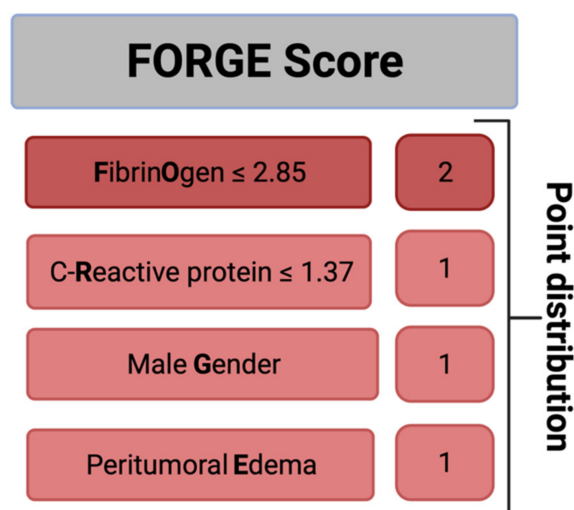 FORGE Score
FibrinOgen ≤ 2.85
2
C-Reactive protein ≤ 1.37
1
Male Gender
1
Peritumoral Edema
1
Point distribution